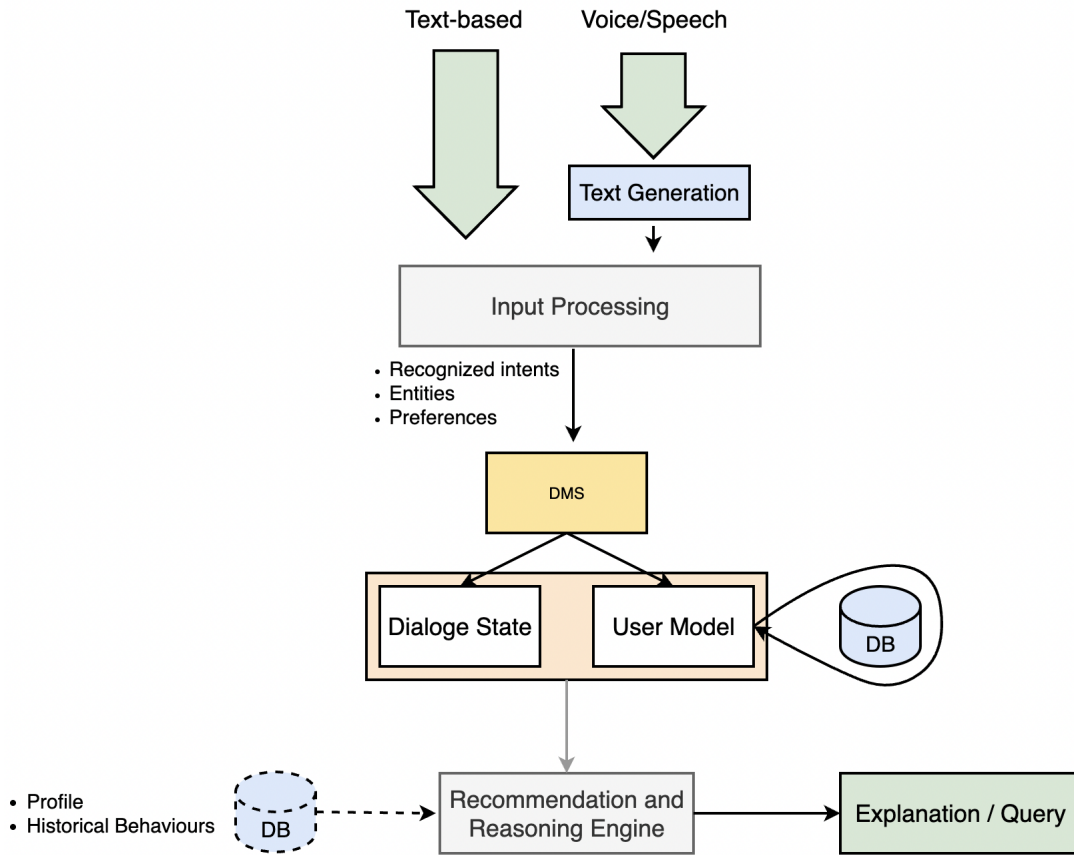 Text-based
Voice/Speech
Text Generation
Input Processing
• Recognized intents
• Entities
• Preferences
DMS
Dialoge State
User Model
DB
• Profile
• Historical Behaviours
DB
Recommendation and
Reasoning Engine
Explanation / Query